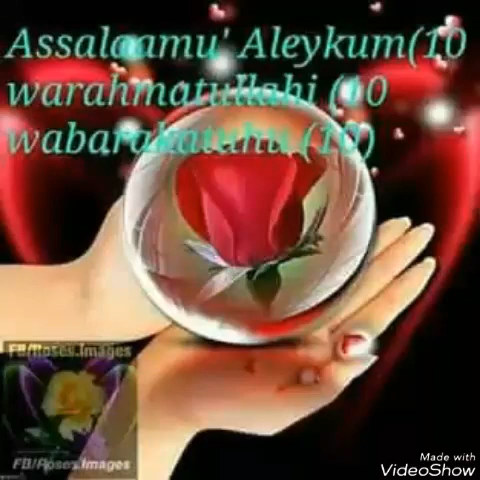 Assalaamu' Aleykum(10
warahmatullahi (10
wabarakatuhu (10)
FB/Roses.Images
FB/Roses.Images
Made with
VideoShow